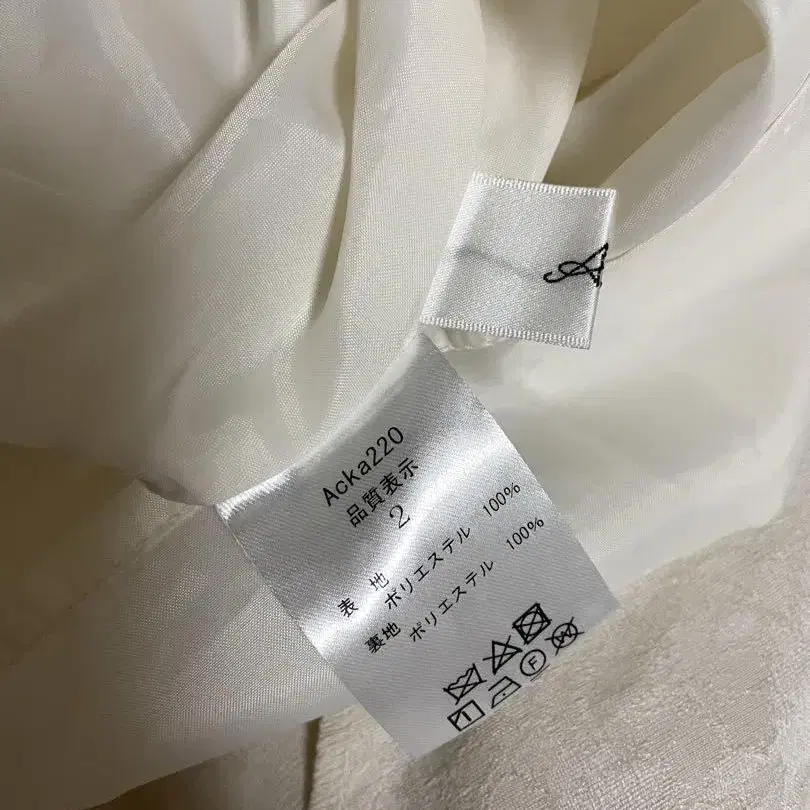 Acka220
品質表示
2
表 地 ポリエステル 100%
裏地 ポリエステル 100%
F
W